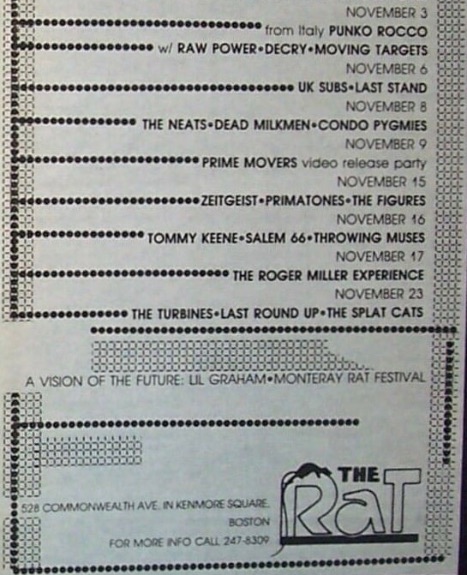 NOVEMBER 3
from Italy PUNKO ROCCO
w/ RAW POWER•DECRY•MOVING TARGETS
NOVEMBER 6
UK SUBS•LAST STAND
NOVEMBER 8
THE NEATS•DEAD MILKMEN•CONDO PYGMIES
NOVEMBER 9
PRIME MOVERS video release party
NOVEMBER 15
ZEITGEIST•PRIMATONES•THE FIGURES
NOVEMBER 16
TOMMY KEENE•SALEM 66•THROWING MUSES
NOVEMBER 17
THE ROGER MILLER EXPERIENCE
NOVEMBER 23
THE TURBINES•LAST ROUND UP•THE SPLAT CATS
A VISION OF THE FUTURE: LIL GRAHAM•MONTERAY RAT FESTIVAL
THE
RaT
528 COMMONWEALTH AVE. IN KENMORE SQUARE,
BOSTON
FOR MORE INFO CALL 247-8309